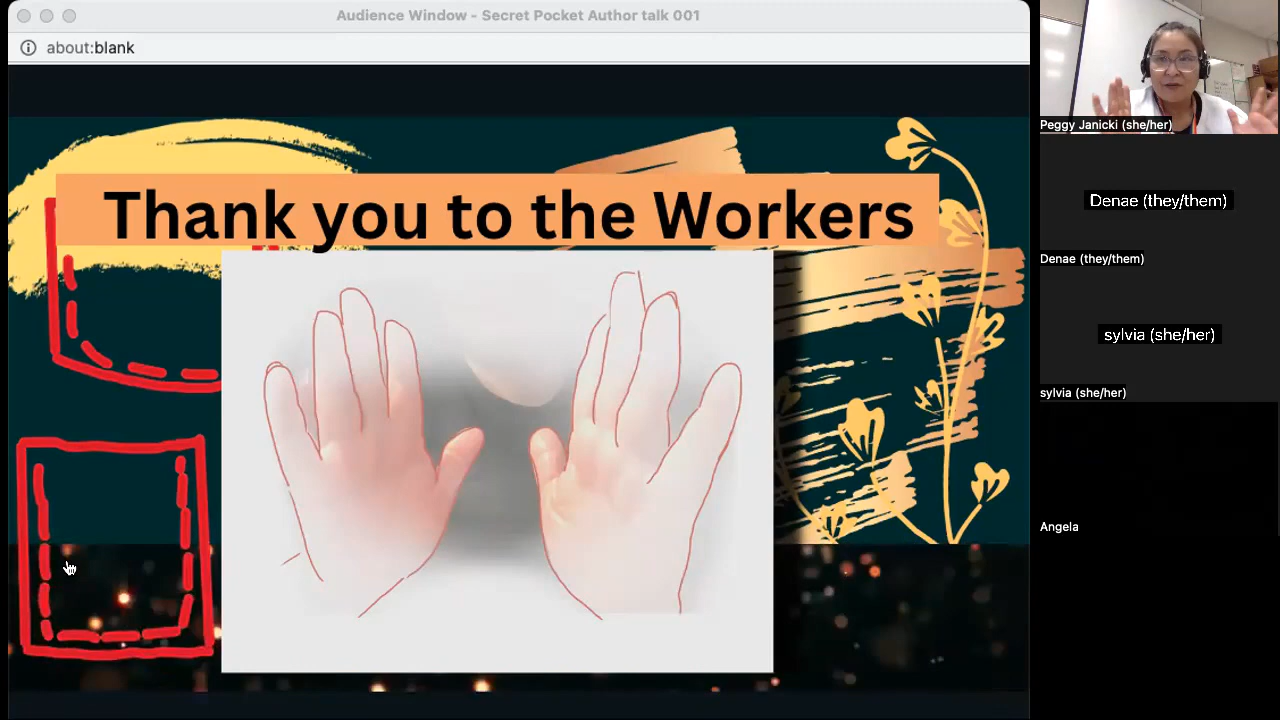 Audience Window - Secret Pocket Author talk 001
about:blank
Thank you to the Workers
Peggy Janicki (she/her)
Denae (they/them)
Denae (they/them)
sylvia (she/her)
sylvia (she/her)
Angela